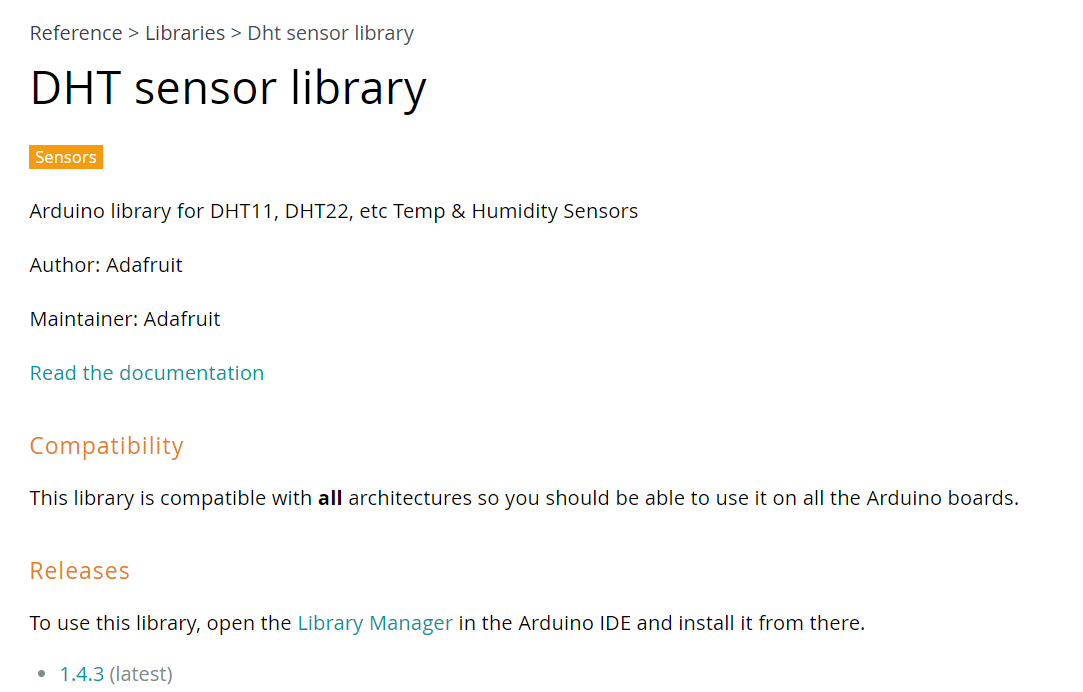 Reference > Libraries > Dht sensor library
DHT sensor library
Sensors
Arduino library for DHT11, DHT22, etc Temp & Humidity Sensors
Author: Adafruit
Maintainer: Adafruit
Read the documentation
Compatibility
This library is compatible with all architectures so you should be able to use it on all the Arduino boards.
Releases
To use this library, open the Library Manager in the Arduino IDE and install it from there.
• 1.4.3 (latest)